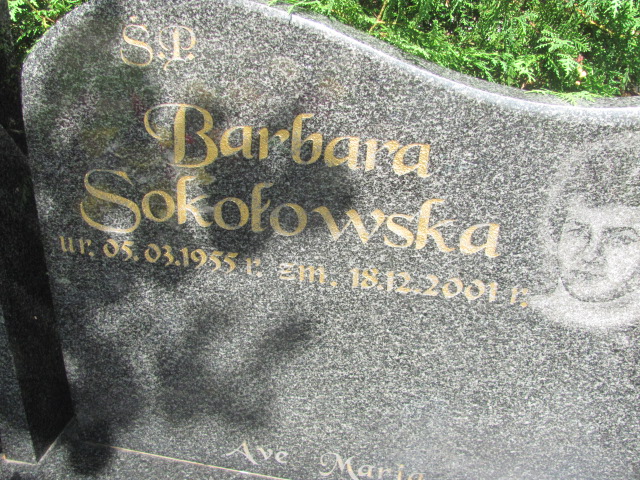 Ś.P.
Barbara
Sokołowska
ur. 05.03.1955 r. zm. 18.12.2001 r.
Ave Maria